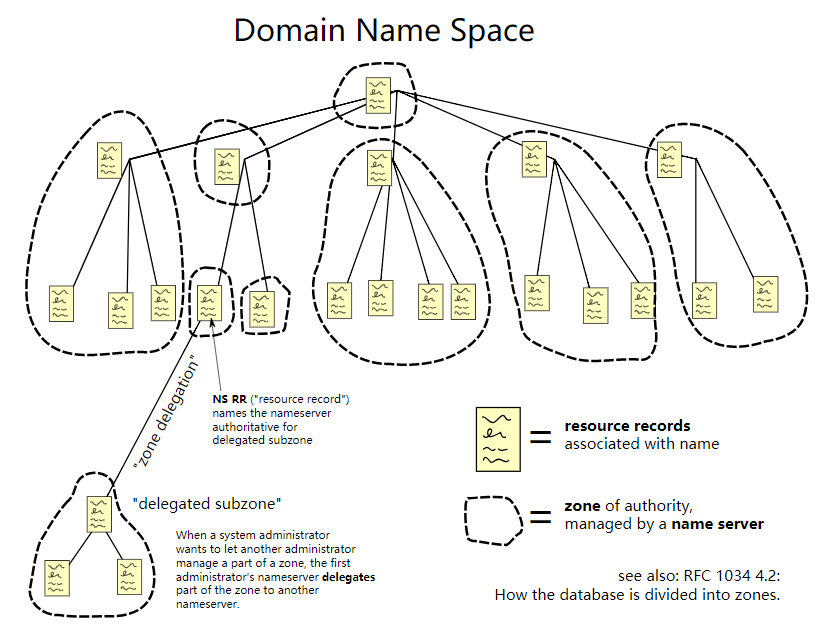 Domain Name Space
"zone delegation"
NS RR ("resource record")
names the nameserver
authoritative for
delegated subzone
resource records
associated with name
"delegated subzone"
When a system administrator
wants to let another administrator
manage a part of a zone, the first
administrator's nameserver delegates
part of the zone to another
nameserver.
=
=
zone of authority,
managed by a name server
see also: RFC 1034 4.2:
How the database is divided into zones.